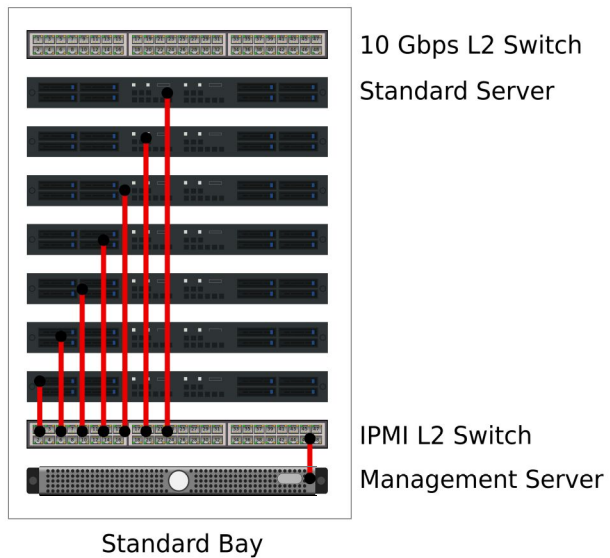 10 Gbps L2 Switch
Standard Server
IPMI L2 Switch
Management Server
Standard Bay